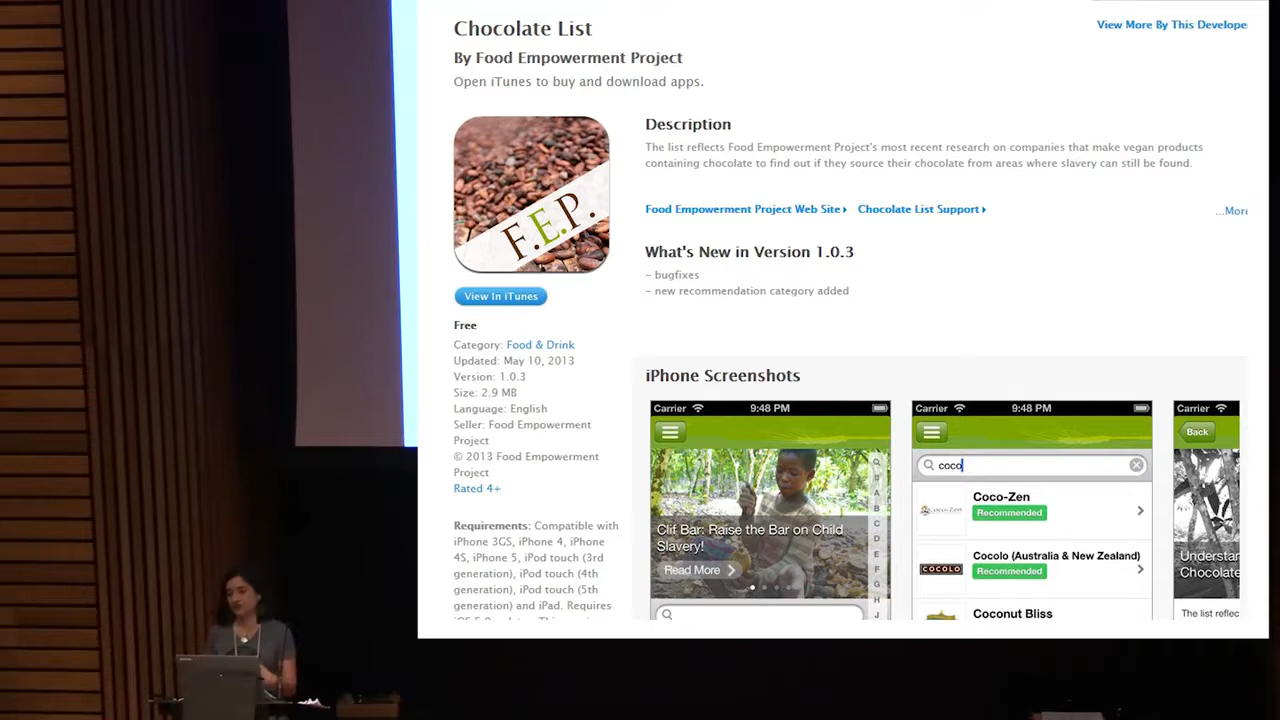 Chocolate List
View More By This Develope
By Food Empowerment Project
Open iTunes to buy and download apps.
Description
The list reflects Food Empowerment Project's most recent research on companies that make vegan products
containing chocolate to find out if they source their chocolate from areas where slavery can still be found.
Food Empowerment Project Web Site
Chocolate List Support
...More
F.E.P.
What's New in Version 1.0.3
- bugfixes
- new recommendation category added
View In iTunes
Free
Category: Food & Drink
Updated: May 10, 2013
Version: 1.0.3
Size: 2.9 MB
Language: English
Seller: Food Empowerment
Project
© 2013 Food Empowerment
Project
Rated 4+
Requirements: Compatible with
iPhone 3GS, iPhone 4, iPhone
4S, iPhone 5, iPod touch (3rd
generation), iPod touch (4th
generation), iPod touch (5th
generation) and iPad. Requires
iPhone Screenshots
Carrier 9:48 PM
Clif Bar: Raise the Bar on Child
Slavery!
Read More
A
B
C
D
E
F
G
H
J
Carrier 9:48 PM
coco
Coco-Zen
Coco-Zen
Recommended
COCOLO
Cocolo (Australia & New Zealand)
Recommended
Coconut Bliss
Carrier
Back
Understan
Chocolate
The list reflec